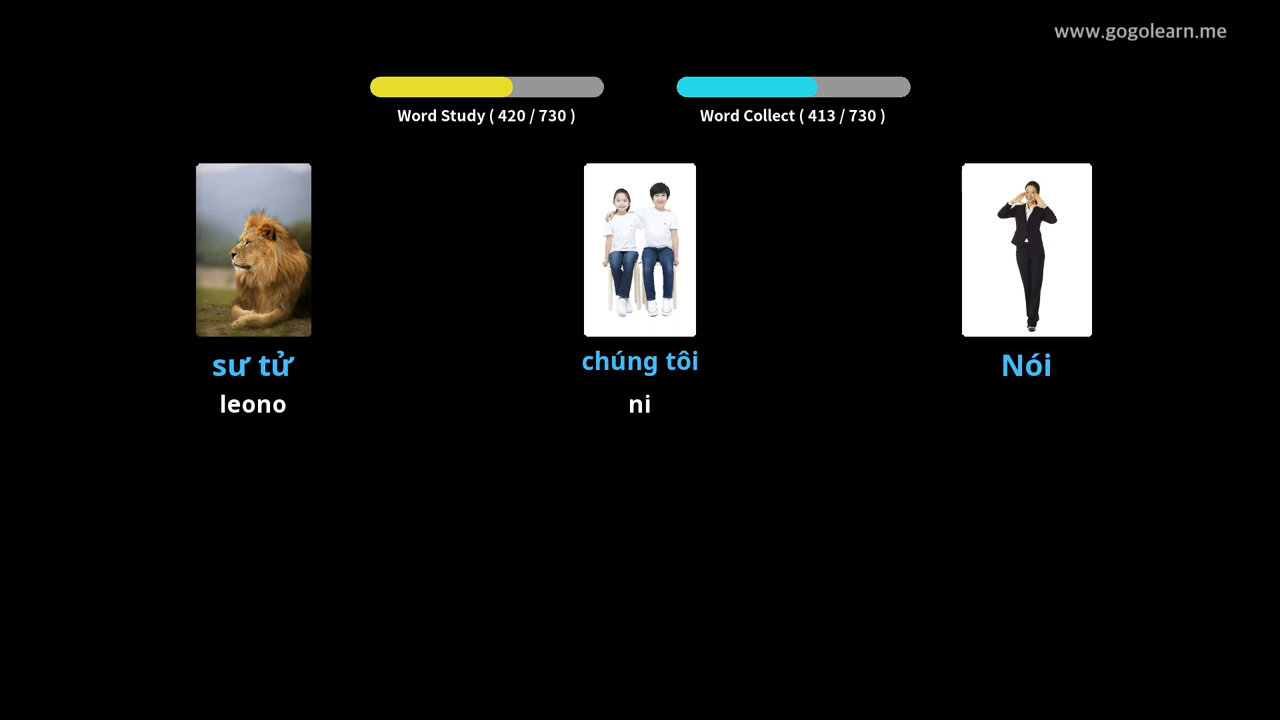 www.gogolearn.me
Word Study ( 420 / 730 )
Word Collect ( 413 / 730 )
sư tử
leono
chúng tôi
ni
Nói